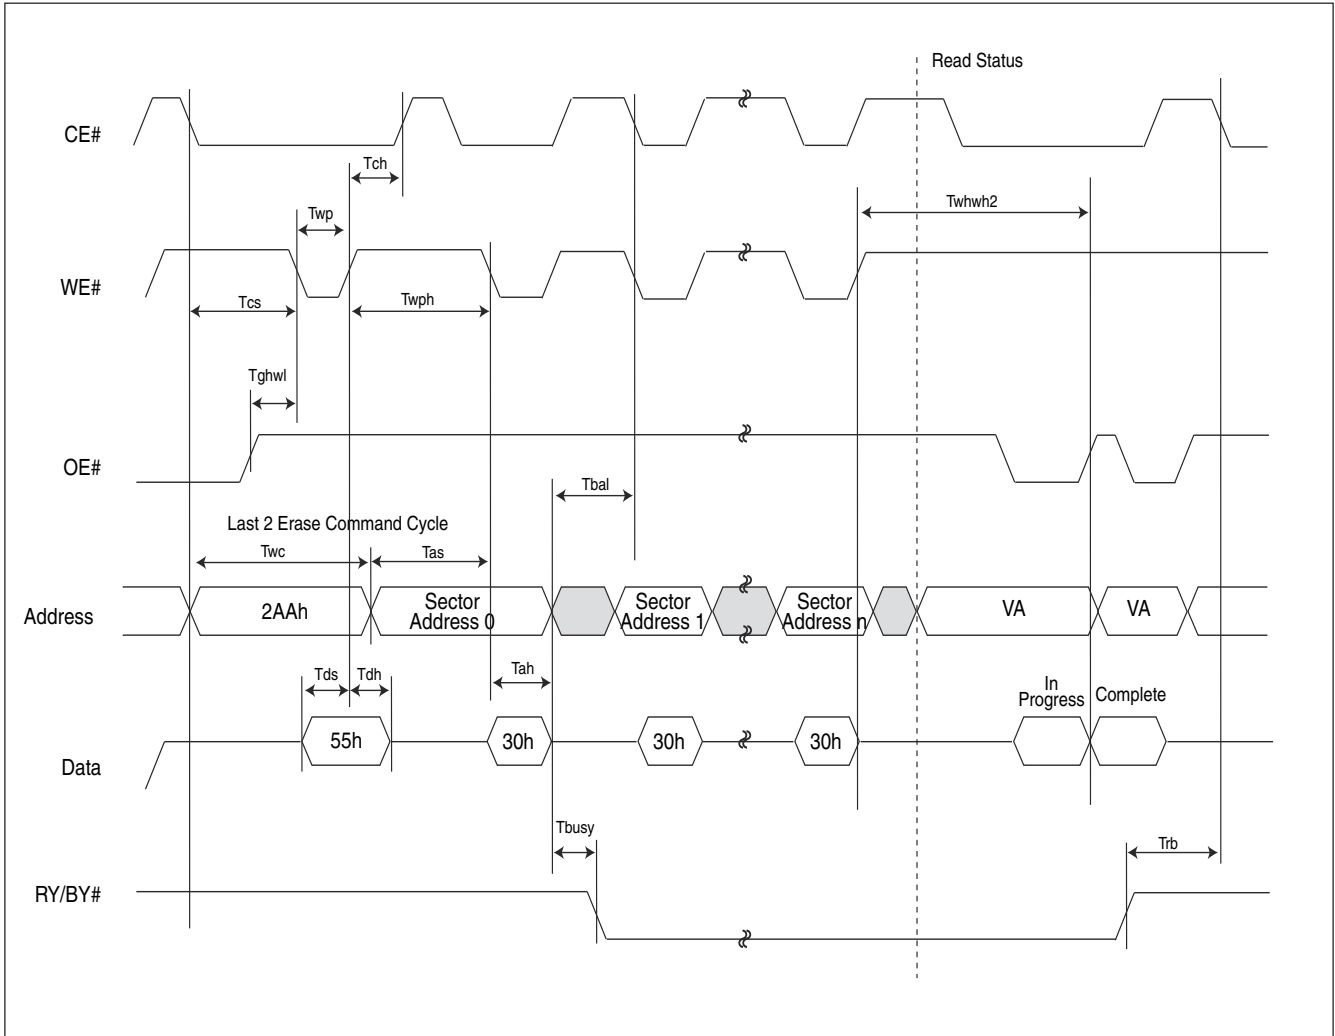 Read Status
CE#
Tch
Twp
Twhwh2
WE#
Tcs
Twph
Tghwl
OE#
Tbal
Last 2 Erase Command Cycle
Twc
Tas
Address
2AAh
Sector
Address 0
Sector
Address 1
Sector
Address n
VA
VA
Tds
Tdh
Tah
In
Progress
Complete
Data
55h
30h
30h
30h
Tbusy
Trb
RY/BY#